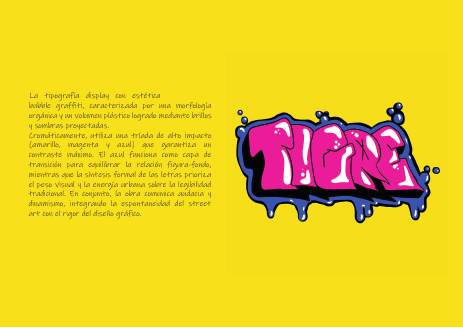 La tipografía display con estética
bubble graffiti, caracterizada por una morfología
orgánica y un volumen plástico logrado mediante brillos
y sombras proyectadas.
Cromáticamente, utiliza una tríada de alto impacto
(amarillo, magenta y azul) que garantiza un
contraste máximo. El azul funciona como capa de
transición para equilibrar la relación figura-fondo,
mientras que la síntesis formal de las letras prioriza
el peso visual y la energía urbana sobre la legibilidad
tradicional. En conjunto, la obra comunica audacia y
dinamismo, integrando la espontaneidad del street
art con el rigor del diseño gráfico.